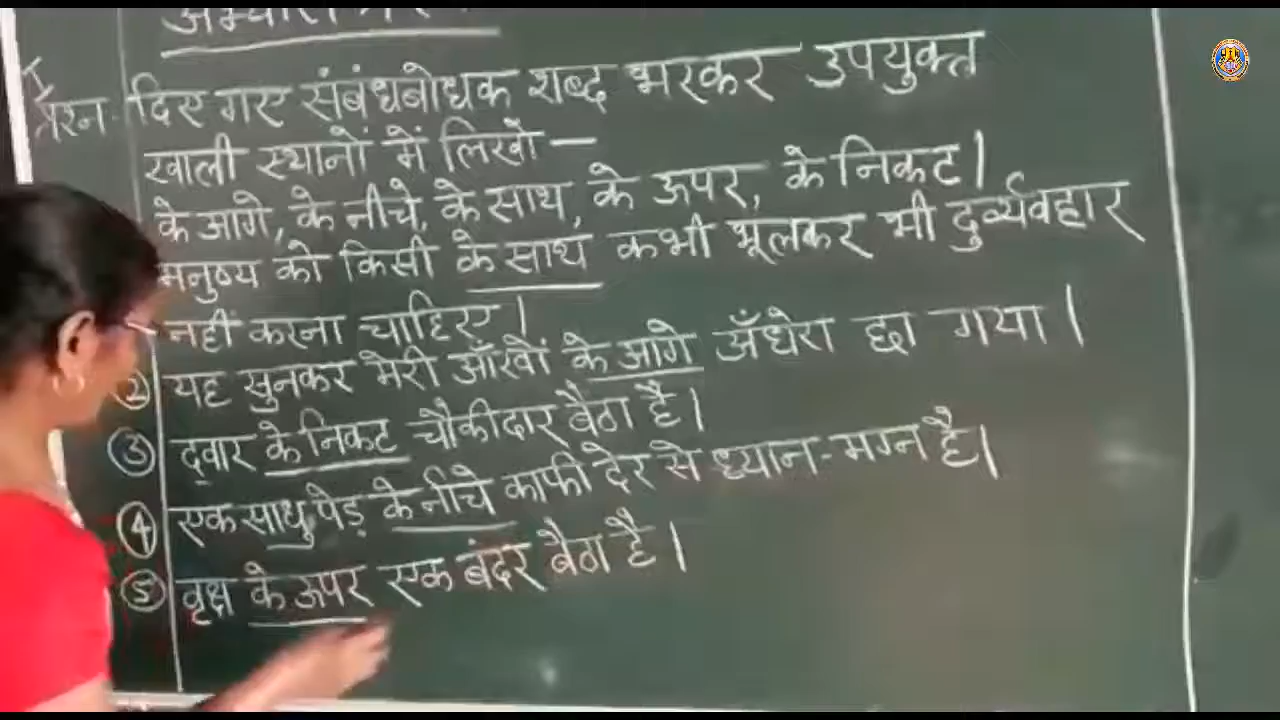 प्रश्न- दिए गए संबंधबोधक शब्द भरकर उपयुक्त
खाली स्थानों में लिखो —
के आगे, के नीचे, के साथ, के ऊपर, के निकट।
मनुष्य को किसी के साथ कभी भूलकर भी दुर्व्यवहार
नहीं करना चाहिए।
② यह सुनकर मेरी आँखों के आगे अँधेरा छा गया।
③ द्वार के निकट चौकीदार बैठा है।
④ एक साधु पेड़ के नीचे काफी देर से ध्यान-मग्न है।
⑤ वृक्ष के ऊपर एक बंदर बैठा है।